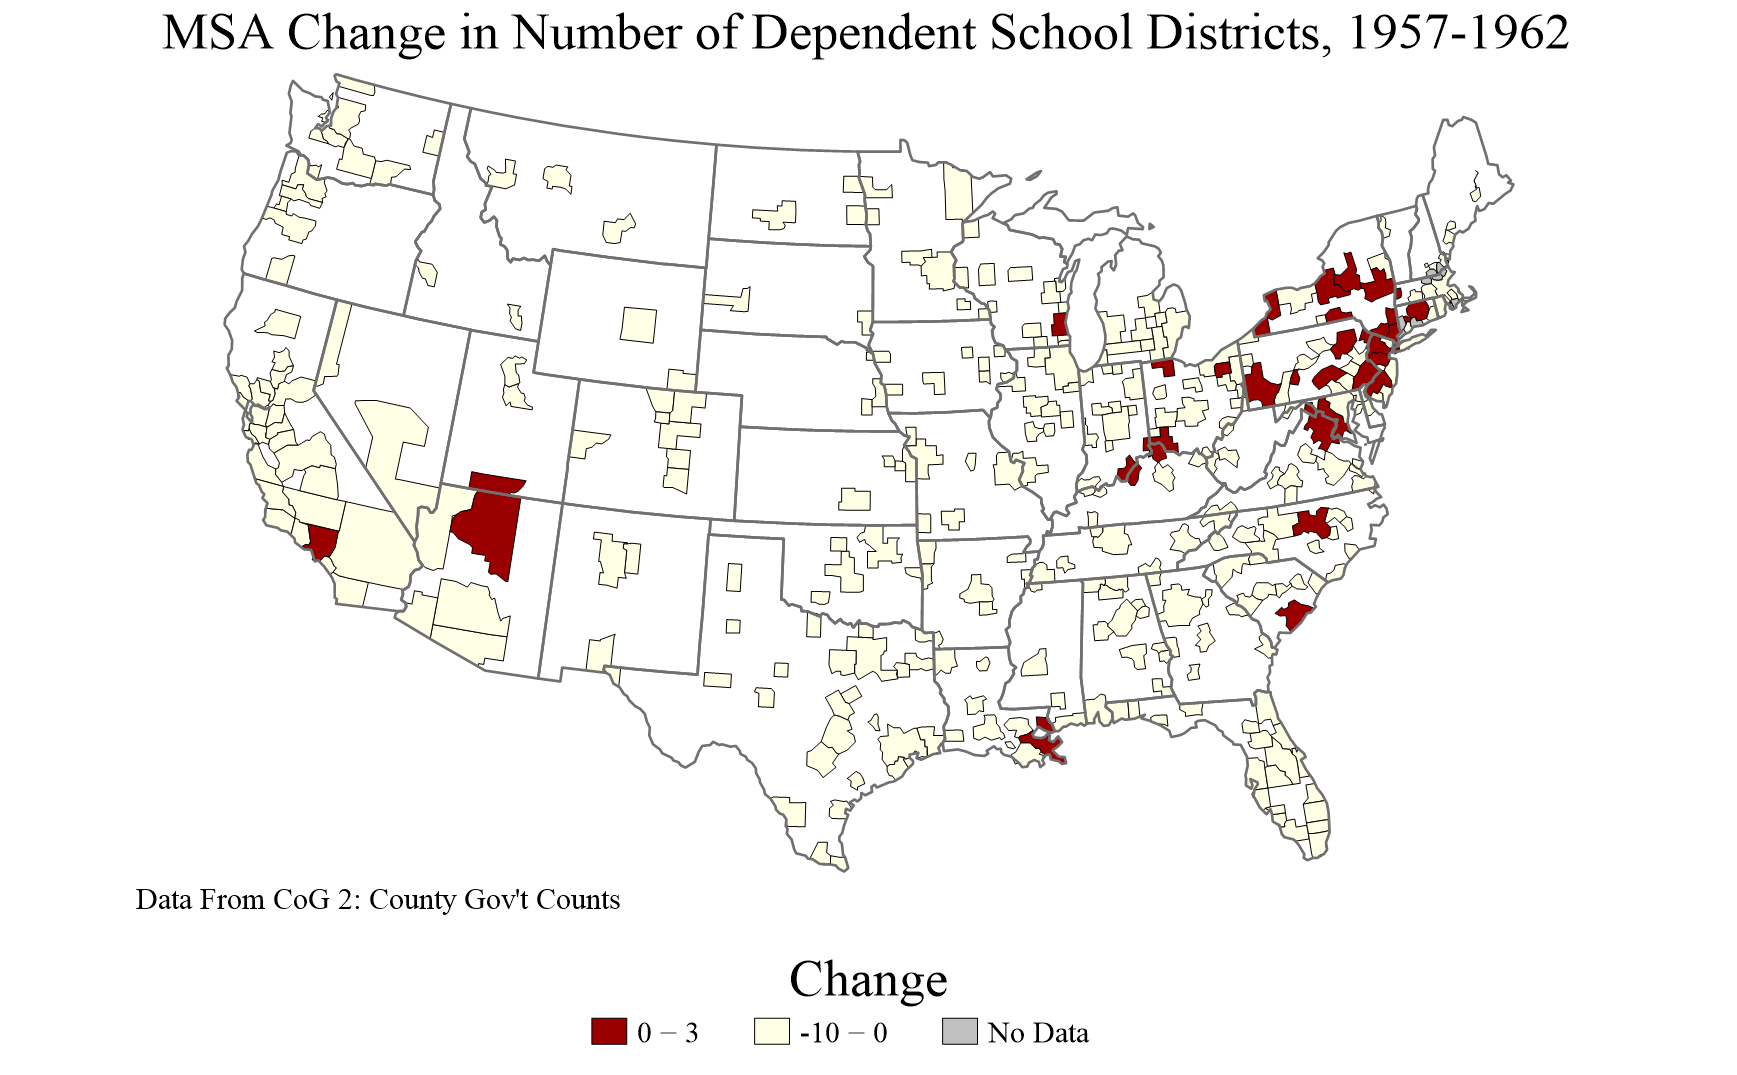 MSA Change in Number of Dependent School Districts, 1957-1962
Data From CoG 2: County Gov't Counts
Change
0 – 3
-10 – 0
No Data